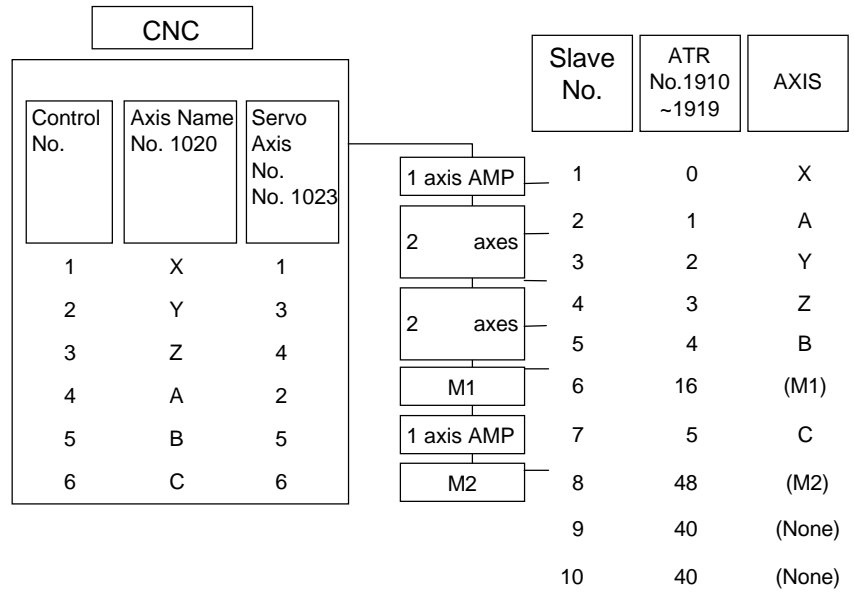 CNC
Control
No.
Axis Name
No. 1020
Servo
Axis
No.
No. 1023
1 X 1
2 Y 3
3 Z 4
4 A 2
5 B 5
6 C 6
1 axis AMP
2 axes
2 axes
M1
1 axis AMP
M2
Slave
No.
ATR
No.1910
~1919
AXIS
1 0 X
2 1 A
3 2 Y
4 3 Z
5 4 B
6 16 (M1)
7 5 C
8 48 (M2)
9 40 (None)
10 40 (None)